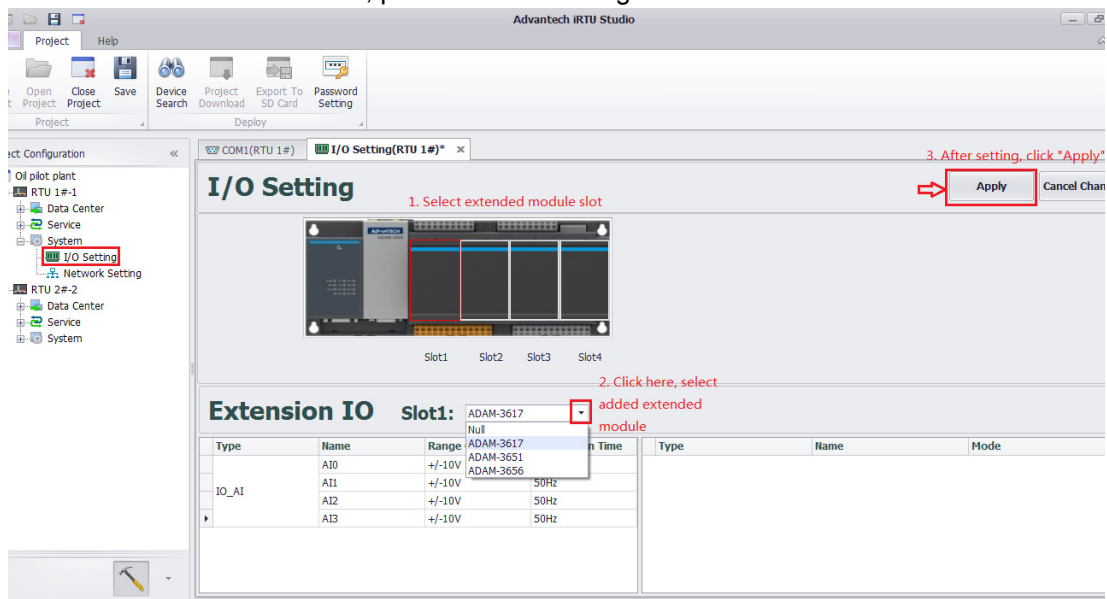 Advantech iRTU Studio
Project Help
Open Close Save Device Project Export To Password
Project Project Search Download SD Card Setting
Project Deploy
Configuration COM1(RTU 1#) I/O Setting(RTU 1#)*
3. After setting, click "Apply"
Oil pilot plant
RTU 1#-1
I/O Setting
Apply Cancel
1. Select extended module slot
Data Center
Service
System
I/O Setting
Network Setting
RTU 2#-2
Data Center
Service
System
ADVANTECH
Slot1 Slot2 Slot3 Slot4
2. Click here, select
added extended
module
Extension IO Slot1: ADAM-3617
Null
ADAM-3617
ADAM-3651
ADAM-3656
Type Name Range Time Type Name Mode
IO_AI
AI0 +/-10V
AI1 +/-10V 50Hz
AI2 +/-10V 50Hz
AI3 +/-10V 50Hz